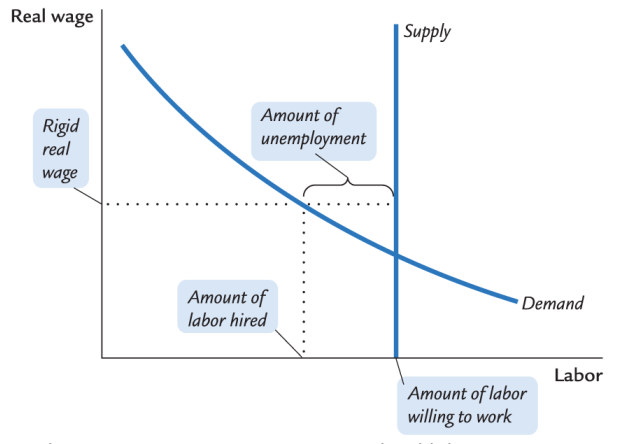 Real wage
Supply
Amount of
unemployment
Rigid
real
wage
Amount of
labor hired
Demand
Labor
Amount of labor
willing to work